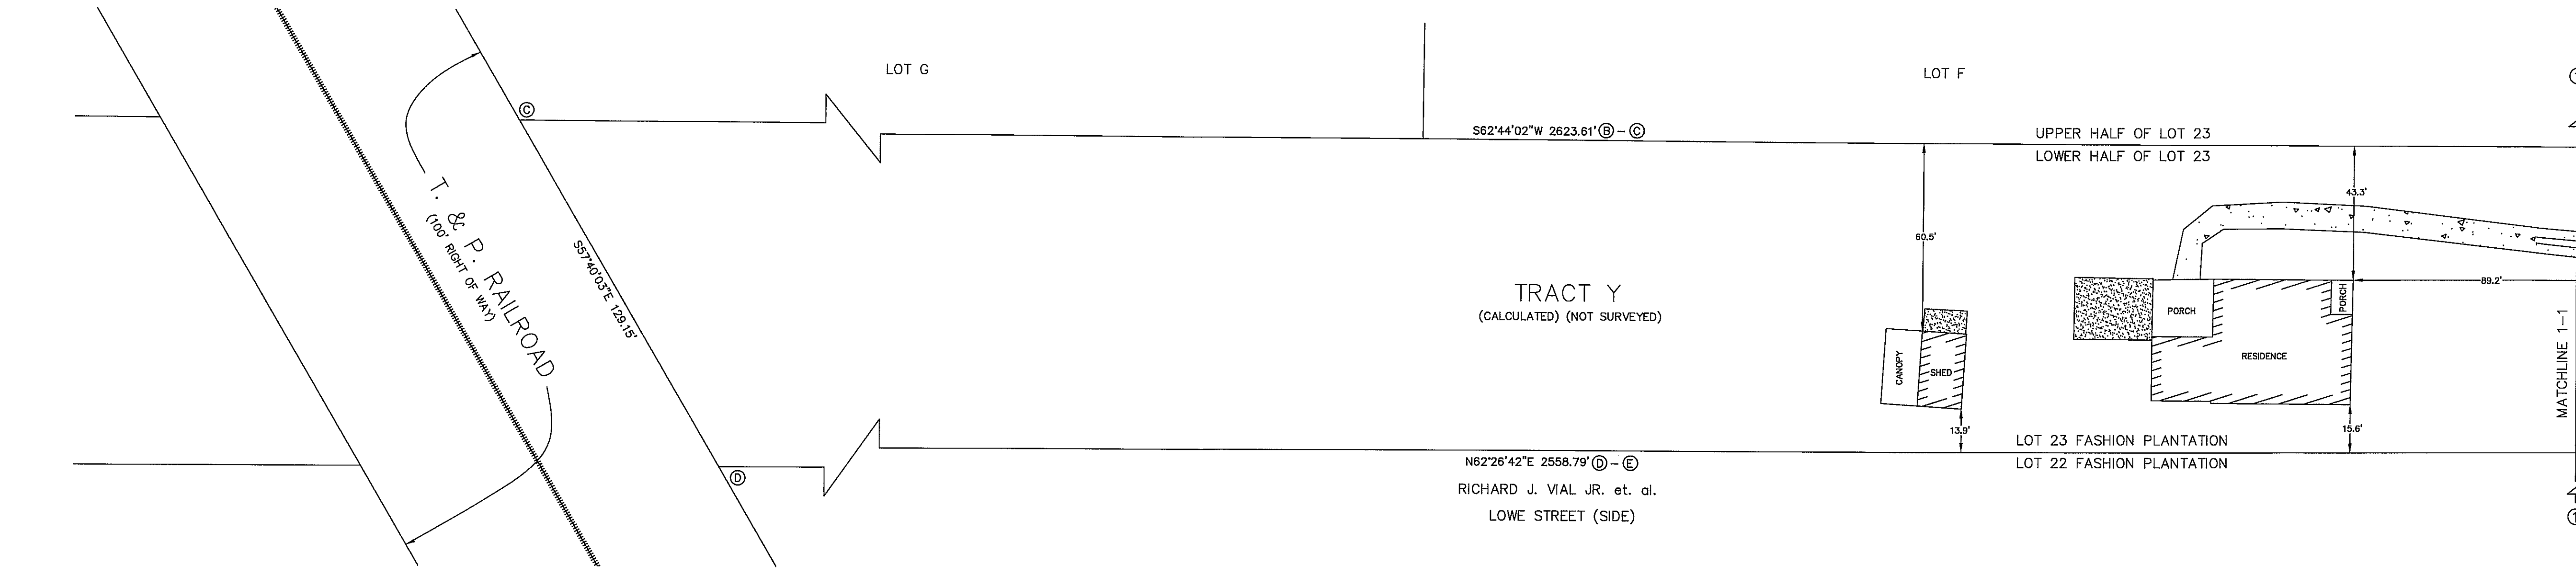 LOT G
LOT F
Ⓒ
S62°44'02"W 2623.61' Ⓑ – Ⓒ
UPPER HALF OF LOT 23
LOWER HALF OF LOT 23
T. & P. RAILROAD
(100' RIGHT OF WAY)
S57°40'03"E 129.15'
43.3'
60.5'
89.2'
TRACT Y
(CALCULATED) (NOT SURVEYED)
PORCH
PORCH
RESIDENCE
CANOPY
SHED
MATCHLINE 1-1
13.9'
15.6'
LOT 23 FASHION PLANTATION
LOT 22 FASHION PLANTATION
Ⓓ
N62°26'42"E 2558.79' Ⓓ – Ⓔ
RICHARD J. VIAL JR. et. al.
LOWE STREET (SIDE)